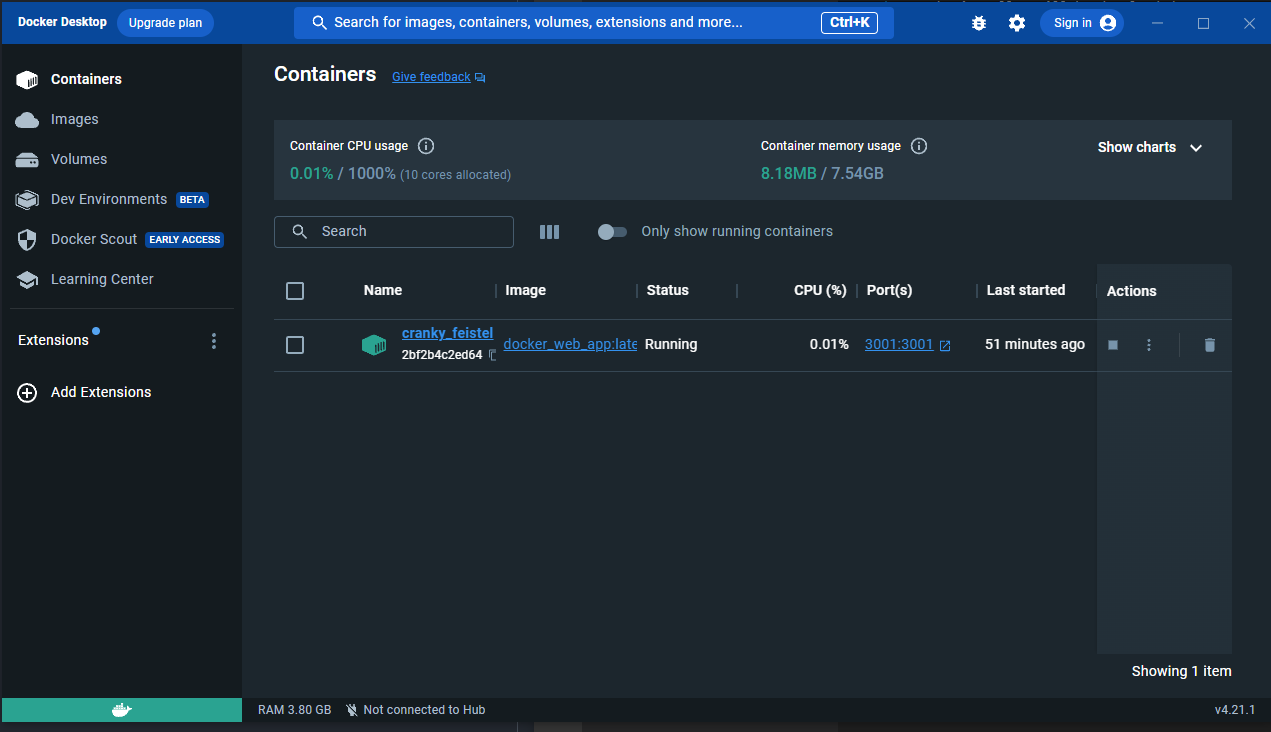 Docker Desktop Upgrade plan Search for images, containers, volumes, extensions and more... Ctrl+K Sign in
Containers
Images
Volumes
Dev Environments BETA
Docker Scout EARLY ACCESS
Learning Center
Extensions
Add Extensions
Containers Give feedback
Container CPU usage
0.01% / 1000% (10 cores allocated)
Container memory usage
8.18MB / 7.54GB
Show charts
Search Only show running containers
Name Image Status CPU (%) Port(s) Last started Actions
cranky_feistel
2bf2b4c2ed64
docker_web_app:late Running 0.01% 3001:3001 51 minutes ago
Showing 1 item
RAM 3.80 GB Not connected to Hub v4.21.1